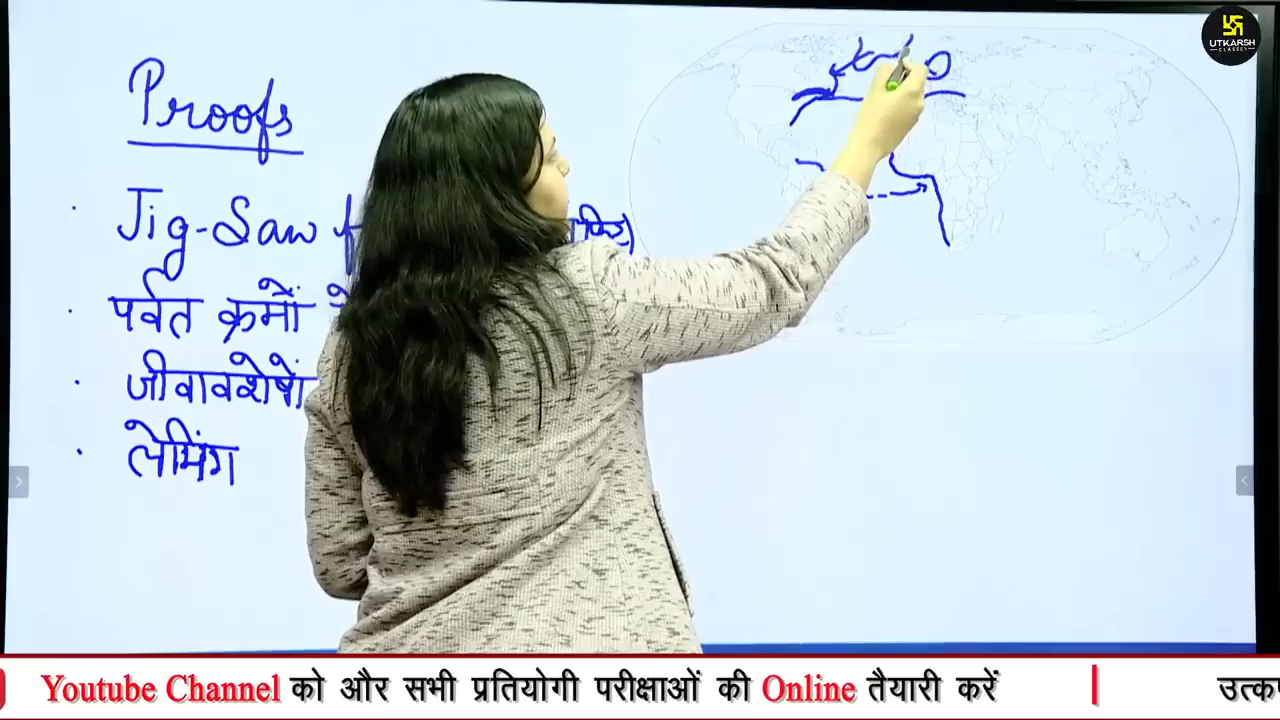 UTKARSH
CLASSES
Proofs
Jig-Saw
पर्वत क्रमों
जीवावशेषों
लेमिंग
Youtube Channel को और सभी प्रतियोगी परीक्षाओं की Online तैयारी करें